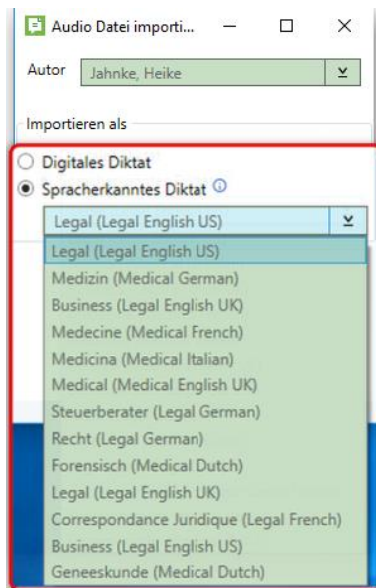 Audio Datei importi...
Autor Jahnke, Heike
Importieren als
Digitales Diktat
Spracherkanntes Diktat
Legal (Legal English US)
Legal (Legal English US)
Medizin (Medical German)
Business (Legal English UK)
Medecine (Medical French)
Medicina (Medical Italian)
Medical (Medical English UK)
Steuerberater (Legal German)
Recht (Legal German)
Forensisch (Medical Dutch)
Legal (Legal English UK)
Correspondance Juridique (Legal French)
Business (Legal English US)
Geneeskunde (Medical Dutch)